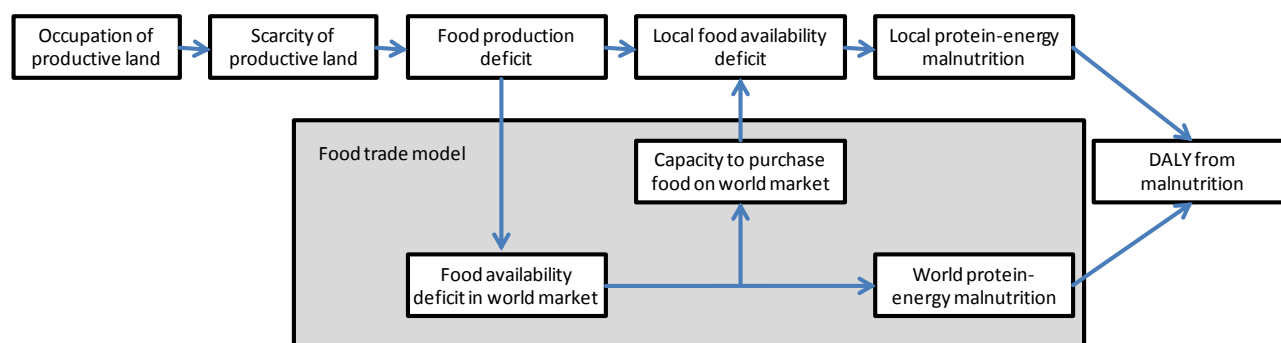 Occupation of
productive land
Scarcity of
productive land
Food production
deficit
Local food availability
deficit
Local protein-energy
malnutrition
Food trade model
Capacity to purchase
food on world market
DALY from
malnutrition
Food availability
deficit in world market
World protein-
energy malnutrition